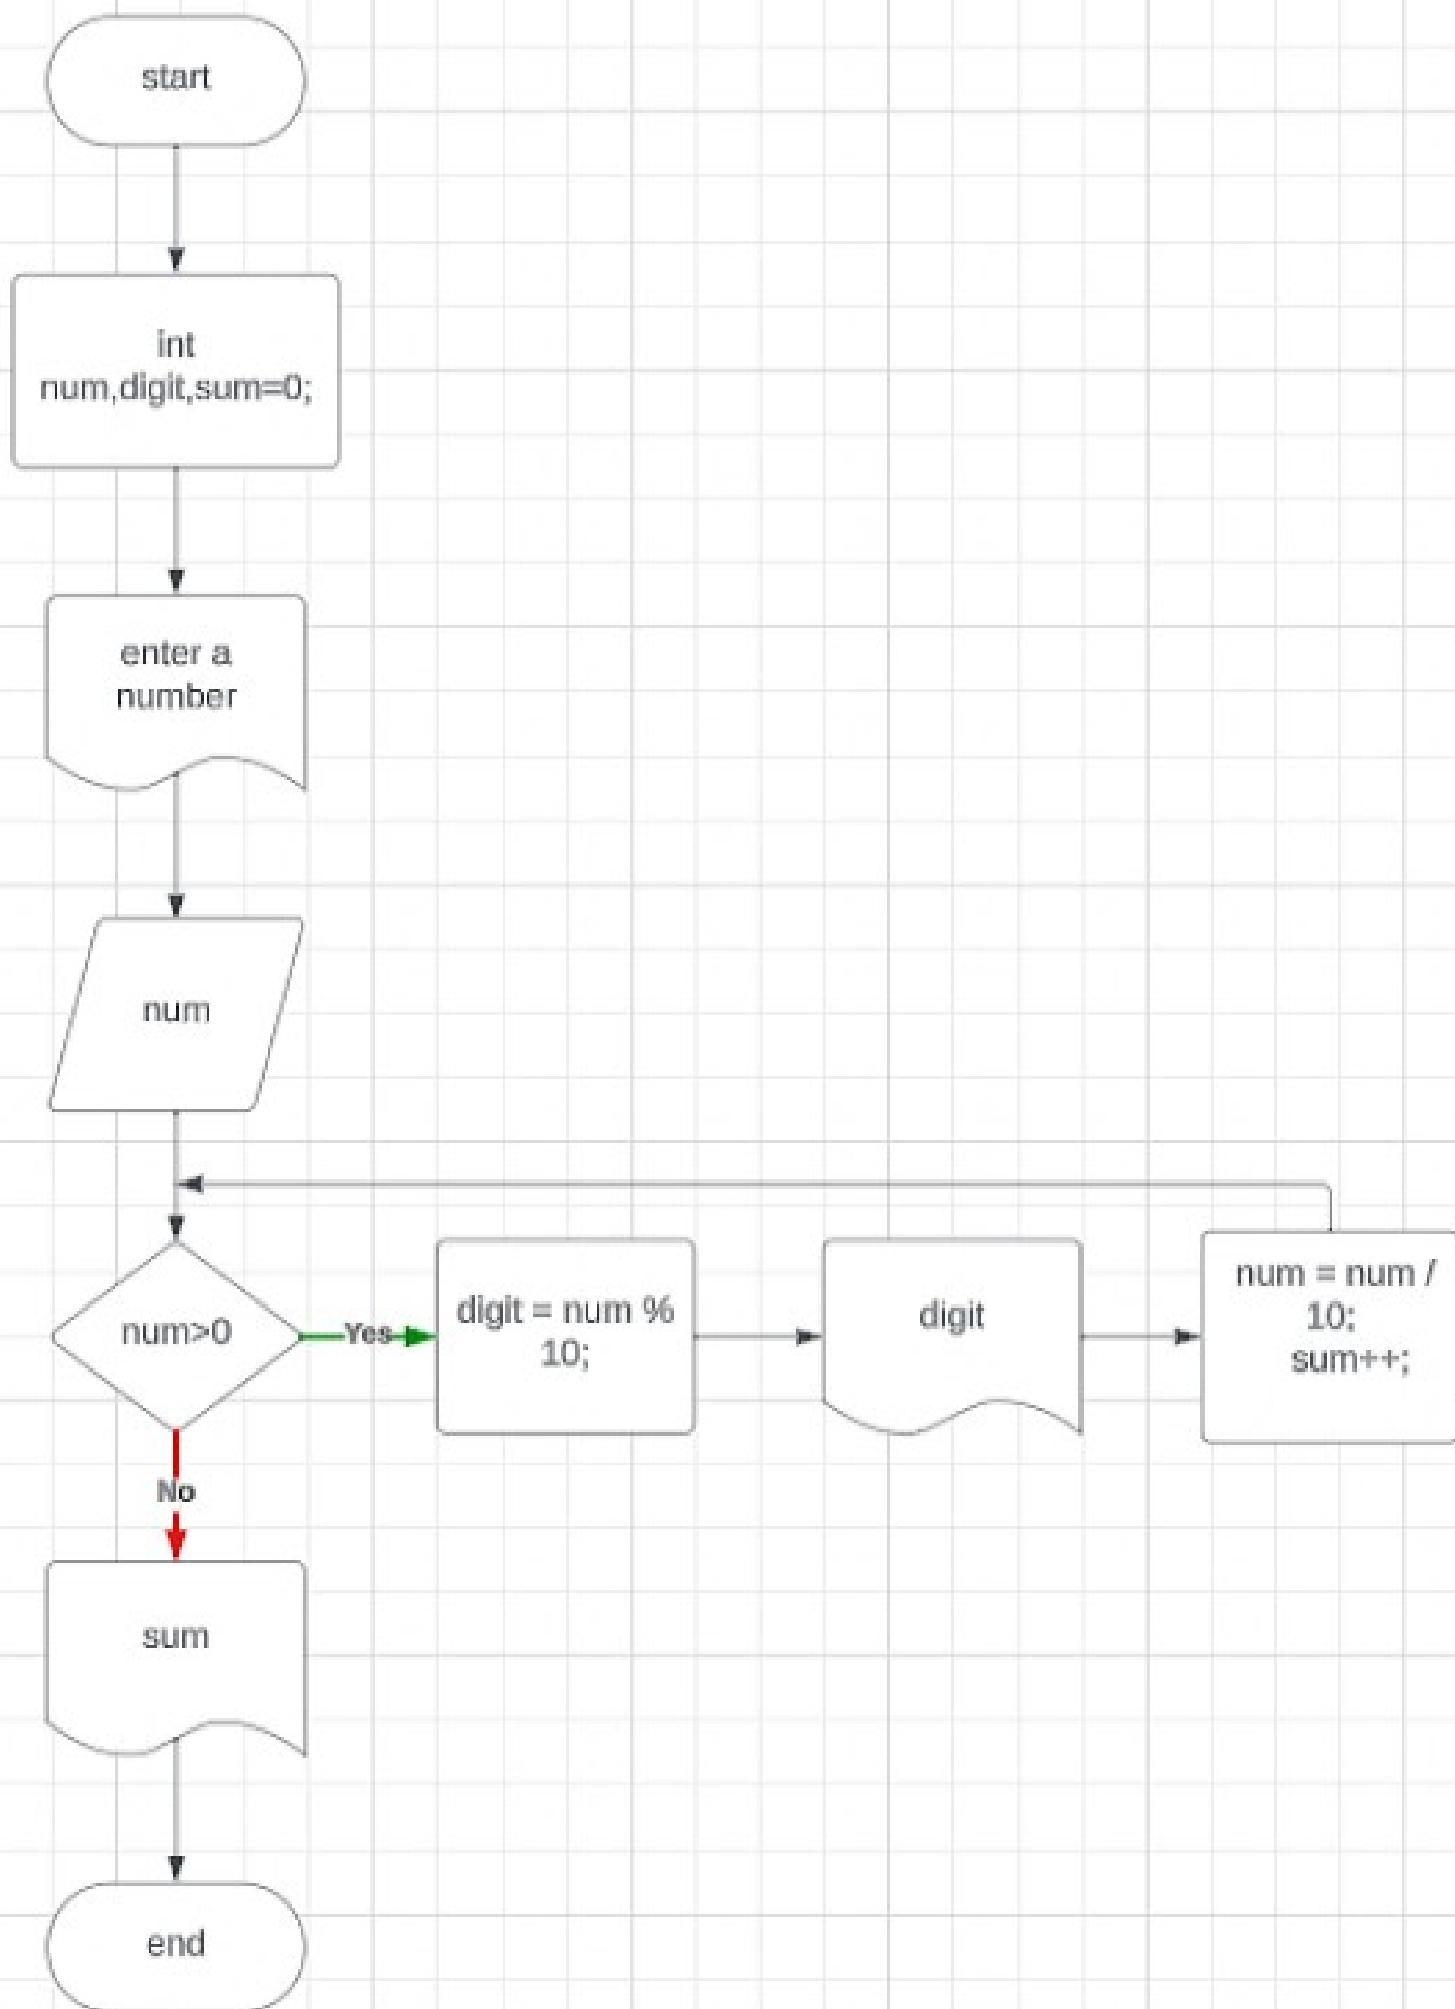 start
int
num,digit,sum=0;
enter a
number
num
num>0
Yes
digit = num %
10;
digit
num = num /
10;
sum++;
No
sum
end